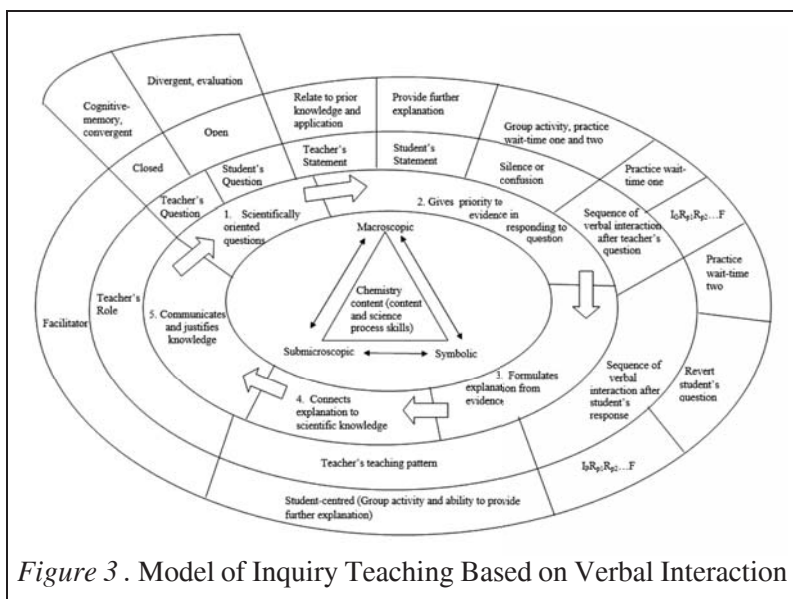 Divergent, evaluation
Cognitive-
memory,
convergent
Open
Closed
Relate to prior
knowledge and
application
Provide further
explanation
Group activity, practice
wait-time one and two
Teacher's
Statement
Student's
Statement
Student's
Question
Teacher's
Question
Silence or
confusion
Practice wait-
time one
1. Scientifically
oriented
questions
2. Gives priority to
evidence in
responding to
question
Sequence of
verbal interaction
after teacher's
question
Practice
wait-time
two
Macroscopic
Chemistry
content (content
and science
process skills)
Submicroscopic
Symbolic
Facilitator
Teacher's
Role
5. Communicates
and justifies
knowledge
3. Formulates
explanation from
evidence
4. Connects
explanation to
scientific knowledge
Sequence of
verbal
interaction after
student's
response
Revert
student's
question
Teacher's teaching pattern
Student-centred (Group activity and ability to provide
further explanation)
Figure 3. Model of Inquiry Teaching Based on Verbal Interaction